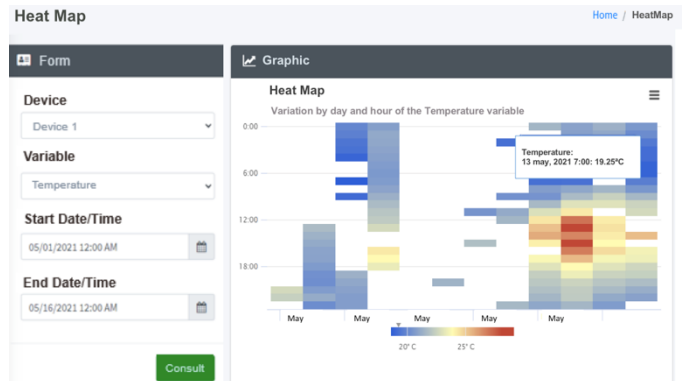 Heat Map
Home / HeatMap
Form
Device
Device 1
Variable
Temperature
Start Date/Time
05/01/2021 12:00 AM
End Date/Time
05/16/2021 12:00 AM
Consult
Graphic
Heat Map
Variation by day and hour of the Temperature variable
0:00
6:00
12:00
18:00
Temperature:
13 may, 2021 7:00: 19.25ºC
May May May May May
20° C 25° C